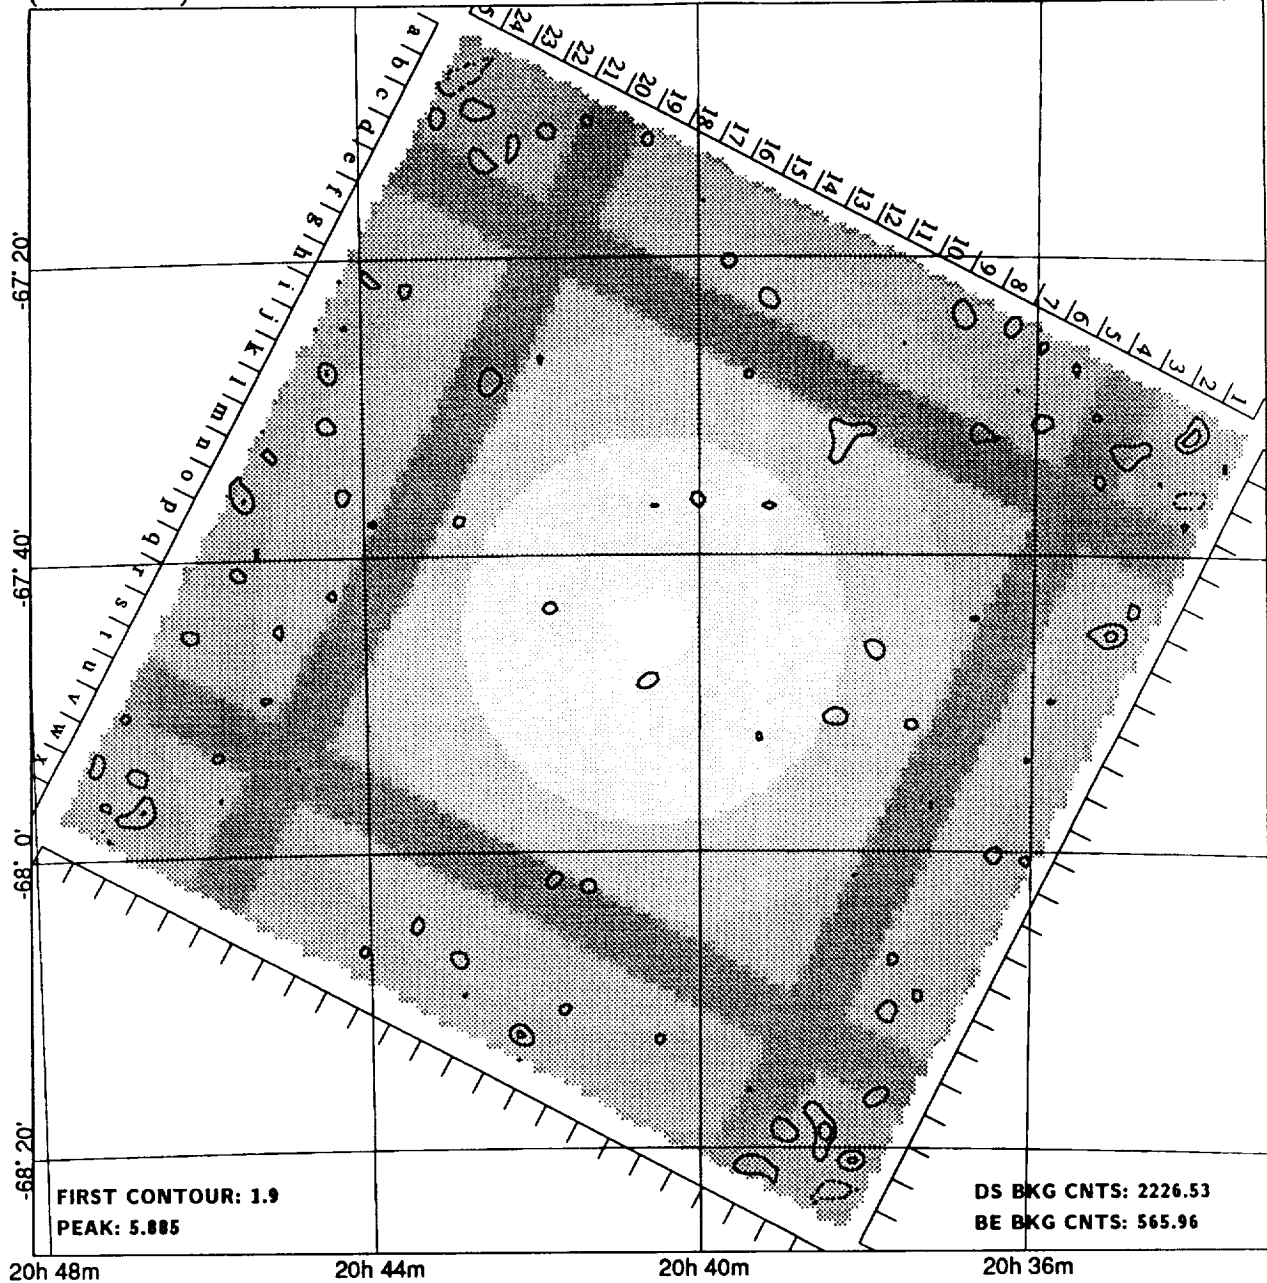 24 23 22 21 20 19 18 17 16 15 14 13 12 11 10 9 8 7 6 5 4 3 2 1
a b c d e f g h i j k l m n o p q r s t u v w x
-67° 20'
-67° 40'
-68° 0'
-68° 20'
FIRST CONTOUR: 1.9
PEAK: 5.885
DS BKG CNTS: 2226.53
BE BKG CNTS: 565.96
20h 48m 20h 44m 20h 40m 20h 36m